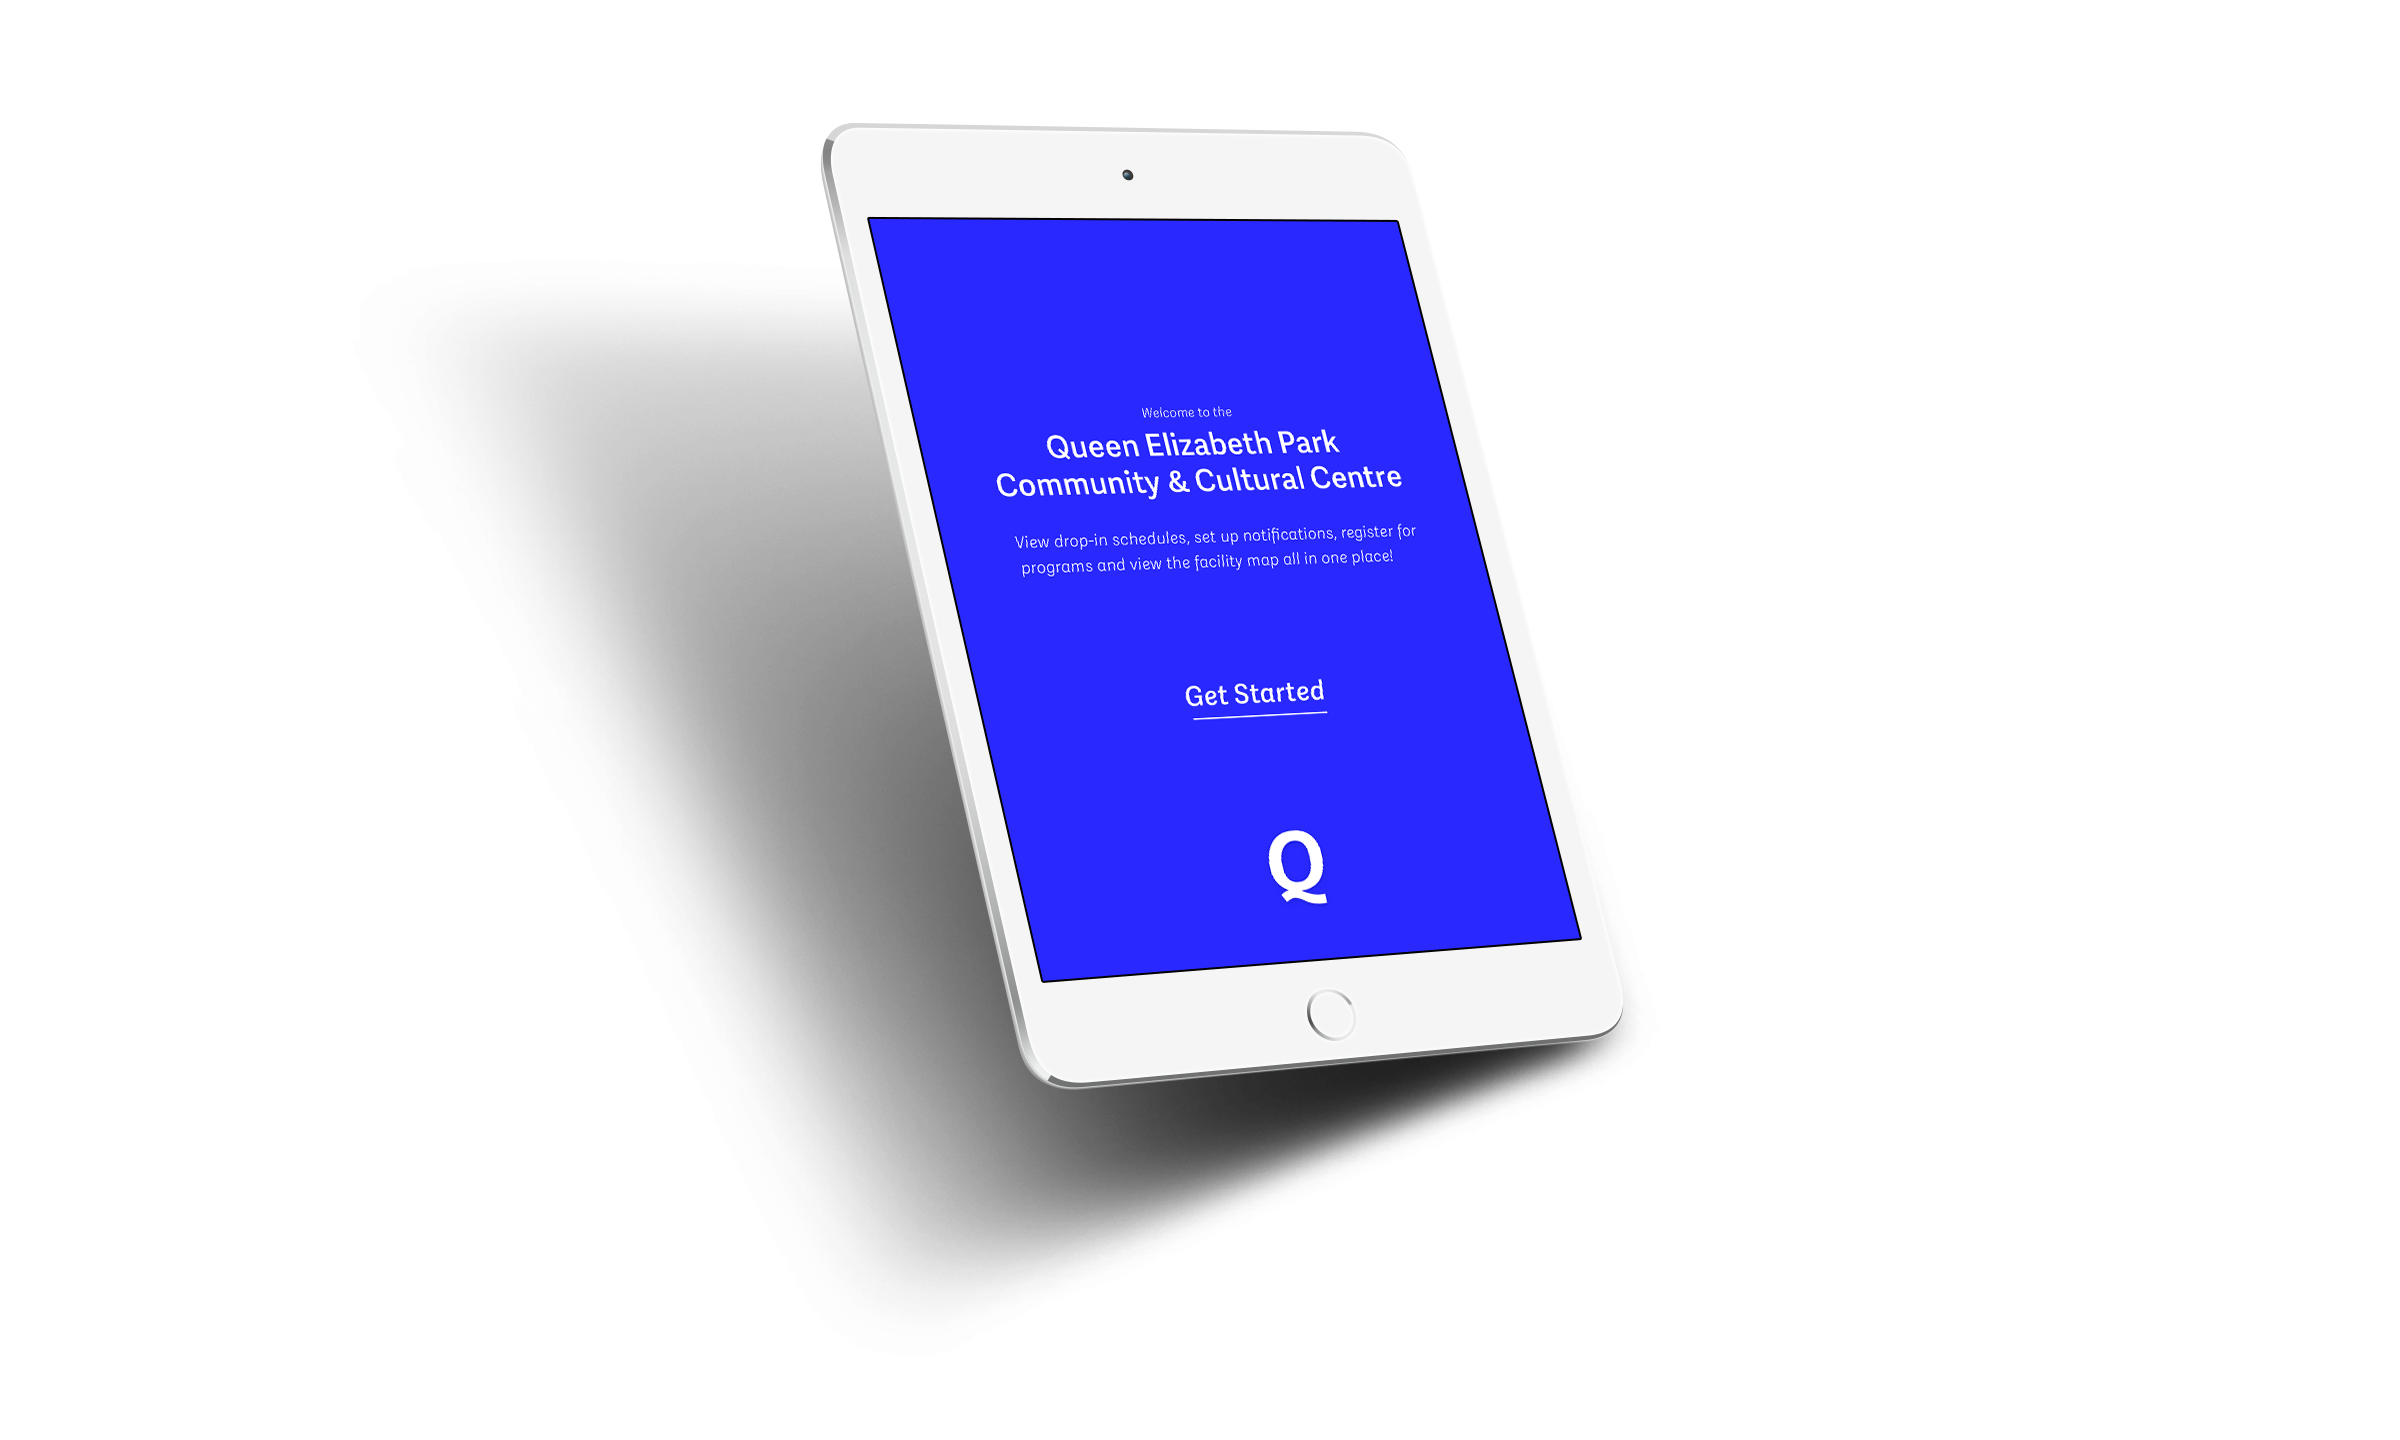 Welcome to the
Queen Elizabeth Park
Community & Cultural Centre
View drop-in schedules, set up notifications, register for
programs and view the facility map all in one place!
Get Started
Q